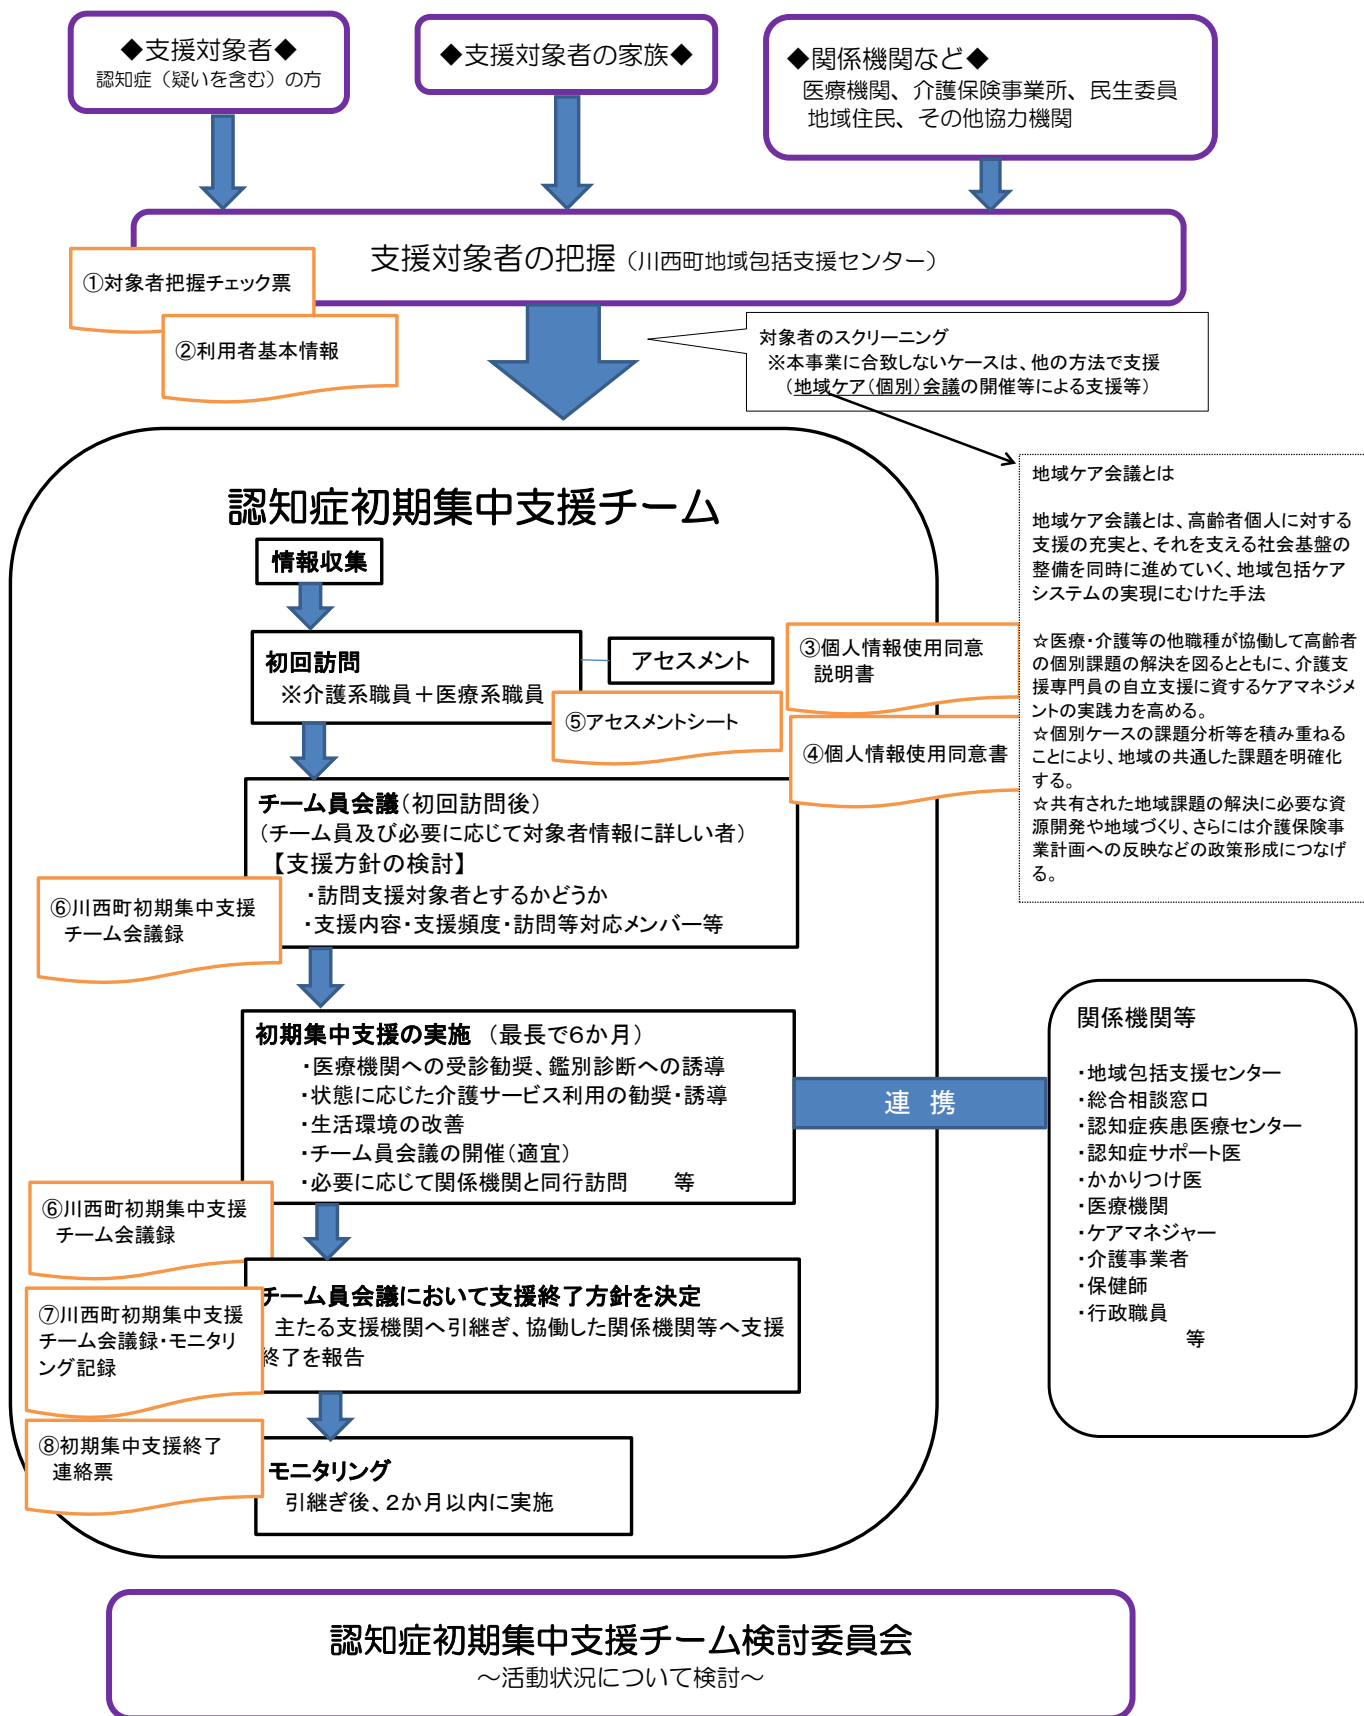 ◆支援対象者◆
認知症（疑いを含む）の方
◆支援対象者の家族◆
◆関係機関など◆
医療機関、介護保険事業所、民生委員
地域住民、その他協力機関
支援対象者の把握（川西町地域包括支援センター）
①対象者把握チェック票
②利用者基本情報
対象者のスクリーニング
※本事業に合致しないケースは、他の方法で支援
（地域ケア（個別）会議の開催等による支援等）
地域ケア会議とは
地域ケア会議とは、高齢者個人に対する
支援の充実と、それを支える社会基盤の
整備を同時に進めていく、地域包括ケア
システムの実現にむけた手法
☆医療・介護等の他職種が協働して高齢者
の個別課題の解決を図るとともに、介護支
援専門員の自立支援に資するケアマネジメ
ントの実践力を高める。
☆個別ケースの課題分析等を積み重ねる
ことにより、地域の共通した課題を明確化
する。
☆共有された地域課題の解決に必要な資
源開発や地域づくり、さらには介護保険事
業計画への反映などの政策形成につなげ
る。
認知症初期集中支援チーム
情報収集
初回訪問
※介護系職員＋医療系職員
アセスメント
③個人情報使用同意
説明書
⑤アセスメントシート
④個人情報使用同意書
チーム員会議（初回訪問後）
（チーム員及び必要に応じて対象者情報に詳しい者）
【支援方針の検討】
・訪問支援対象者とするかどうか
・支援内容・支援頻度・訪問等対応メンバー等
⑥川西町初期集中支援
チーム会議録
初期集中支援の実施　（最長で６か月）
・医療機関への受診勧奨、鑑別診断への誘導
・状態に応じた介護サービス利用の勧奨・誘導
・生活環境の改善
・チーム員会議の開催（適宜）
・必要に応じて関係機関と同行訪問　　等
連 携
関係機関等
・地域包括支援センター
・総合相談窓口
・認知症疾患医療センター
・認知症サポート医
・かかりつけ医
・医療機関
・ケアマネジャー
・介護事業者
・保健師
・行政職員
等
⑥川西町初期集中支援
チーム会議録
チーム員会議において支援終了方針を決定
主たる支援機関へ引継ぎ、協働した関係機関等へ支援
終了を報告
⑦川西町初期集中支援
チーム会議録・モニタリ
ング記録
⑧初期集中支援終了
連絡票
モニタリング
引継ぎ後、２か月以内に実施
認知症初期集中支援チーム検討委員会
～活動状況について検討～